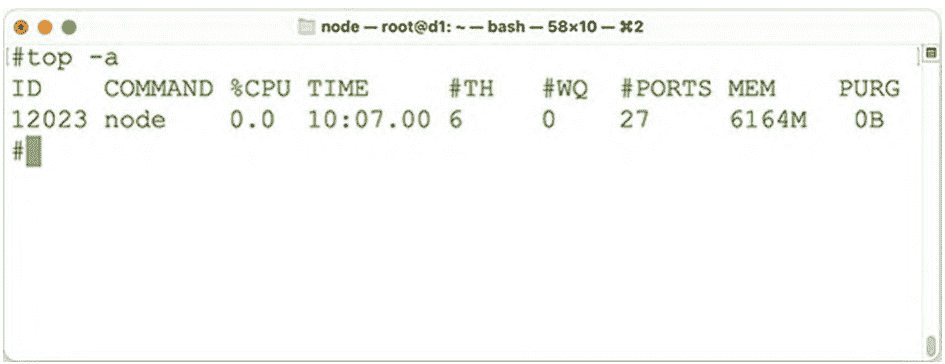 node — root@d1: ~ — bash — 58×10 — ⌘2
#top -a
ID COMMAND %CPU TIME #TH #WQ #PORTS MEM PURG
12023 node 0.0 10:07.00 6 0 27 6164M 0B
#